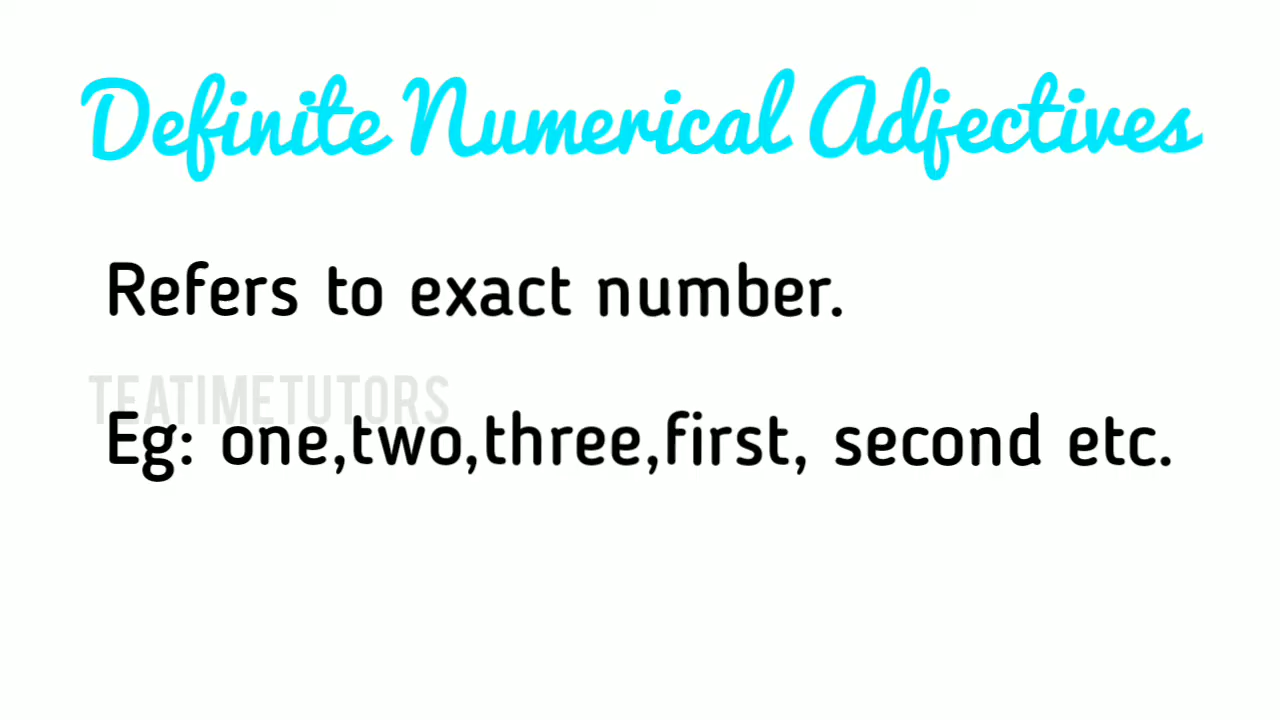 Definite Numerical Adjectives
Refers to exact number.
TEATIMETUTORS
Eg: one,two,three,first, second etc.